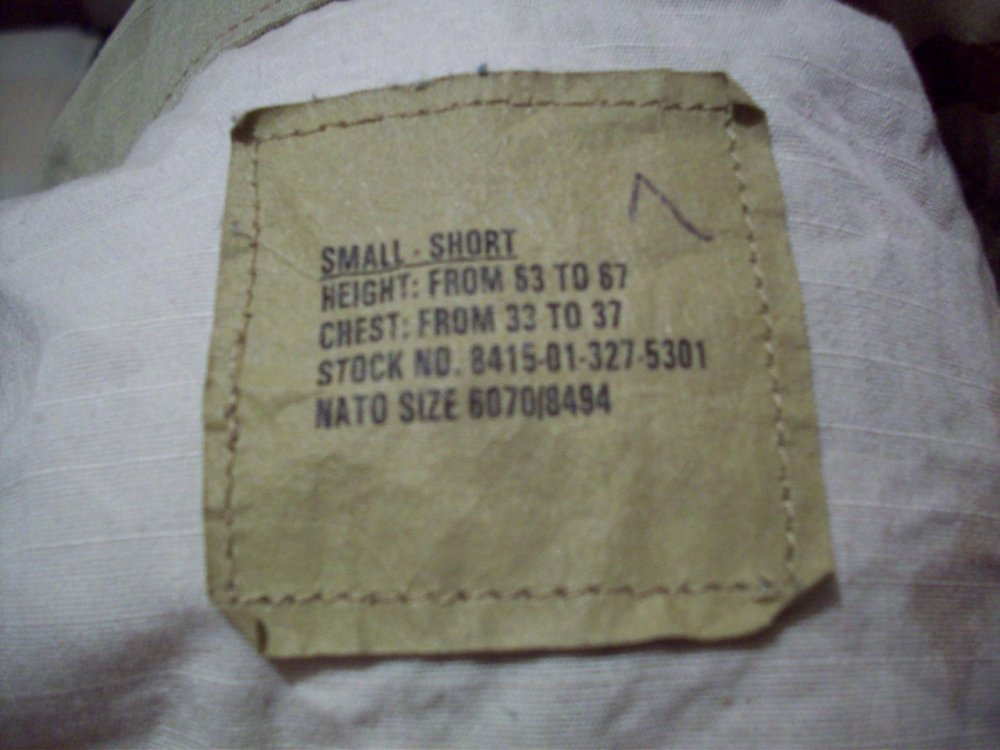 SMALL - SHORT
HEIGHT: FROM 63 TO 67
CHEST: FROM 33 TO 37
STOCK NO. 8415-01-327-5301
NATO SIZE 6070/8494